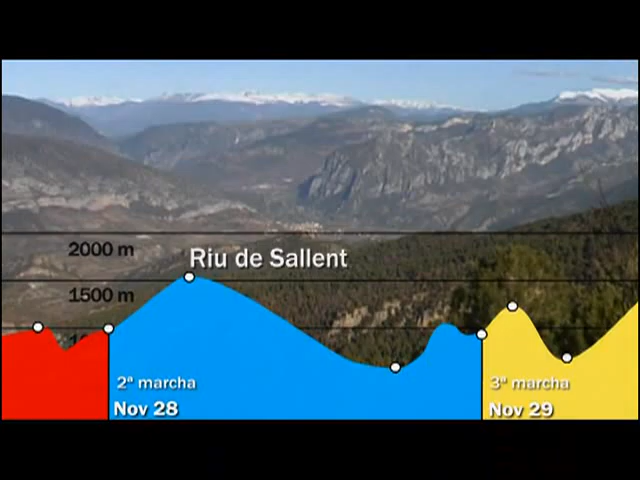 2000 m
Riu de Sallent
1500 m
2ª marcha
Nov 28
3ª marcha
Nov 29